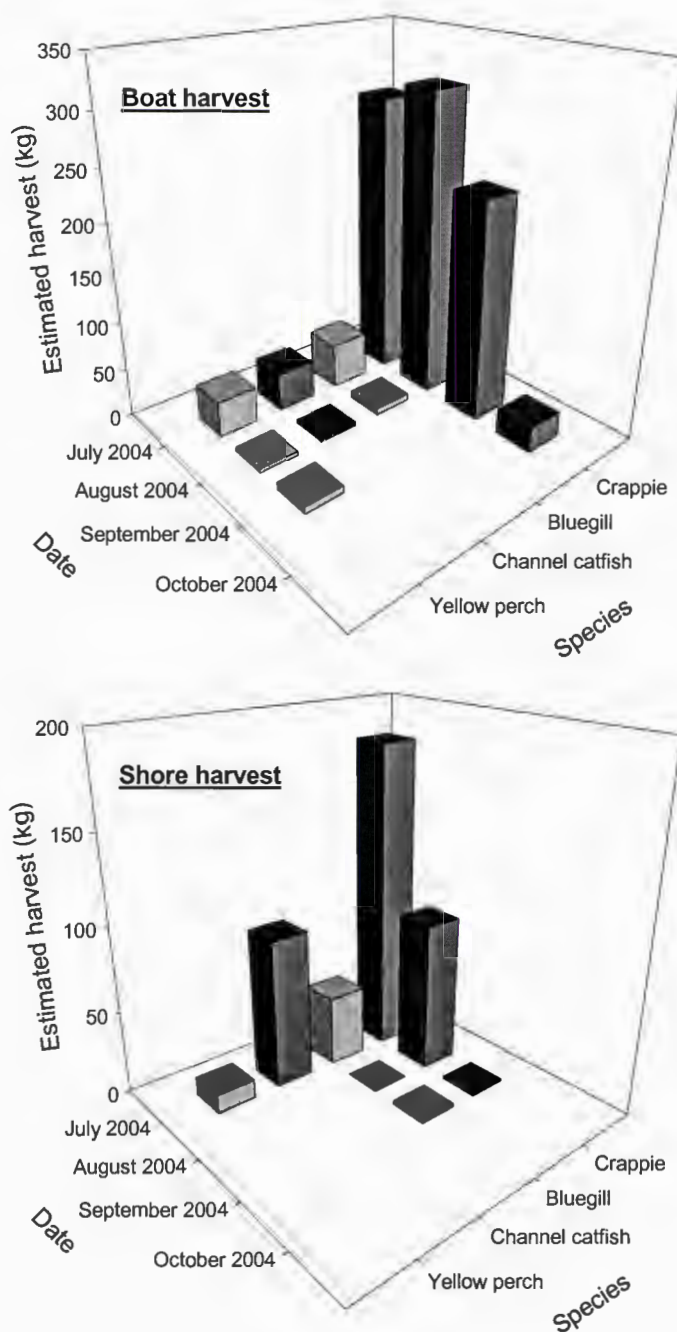 350
Boat harvest
300
250
200
150
100
50
0
Estimated harvest (kg)
July 2004
August 2004
September 2004
October 2004
Date
Crappie
Bluegill
Channel catfish
Yellow perch
Species
200
Shore harvest
150
100
50
0
Estimated harvest (kg)
July 2004
August 2004
September 2004
October 2004
Date
Crappie
Bluegill
Channel catfish
Yellow perch
Species